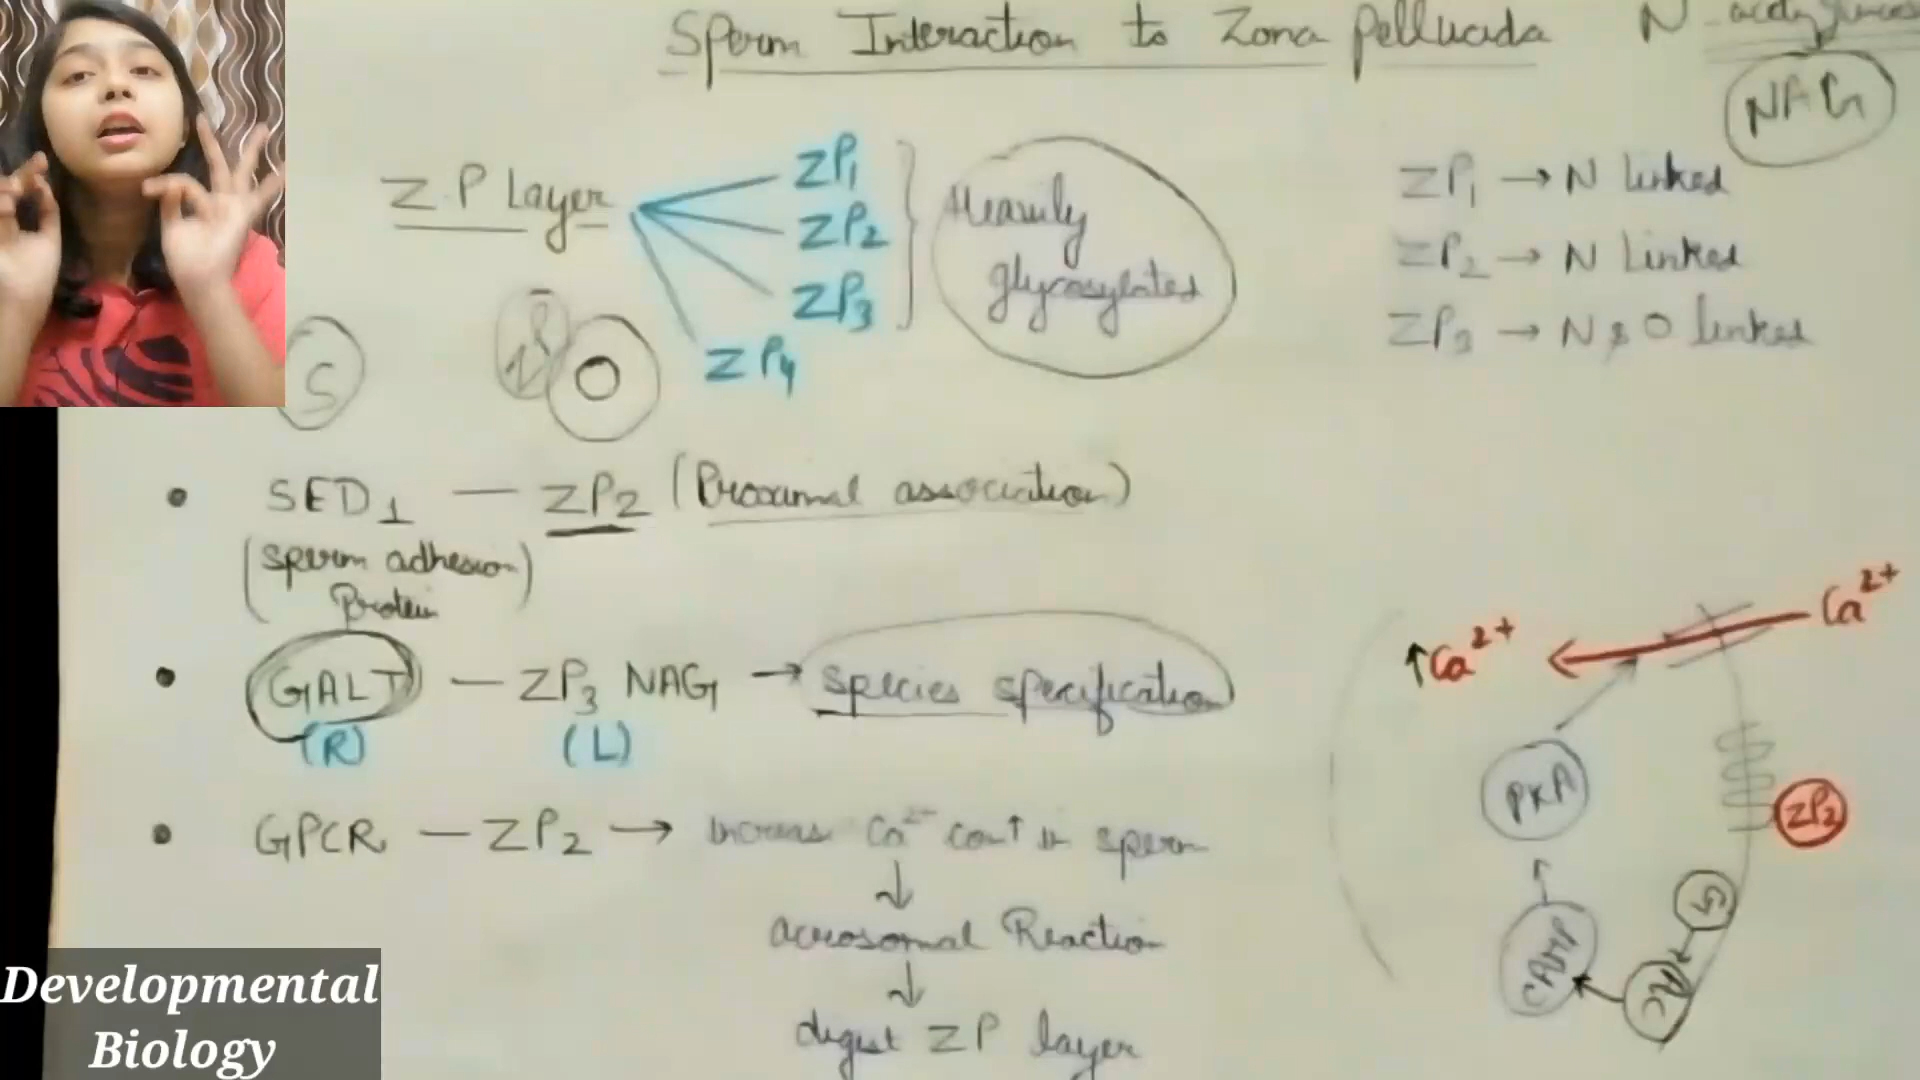 Sperm Interaction to Zona Pellucida
N-acetylglucos
NAG
Z.P Layer
ZP1
ZP2
ZP3
ZP4
Heavily
glycosylated
ZP1 → N linked
ZP2 → N Linked
ZP3 → N & O linked
S
• SED1 — ZP2 (Proximal association)
(sperm adhesion
Protein)
• GALT — ZP3 NAG → species specification
(R) (L)
• GPCR — ZP2 → increase Ca2+ con↑ in sperm
↓
acrosomal Reaction
↓
digest ZP layer
Ca2+
↑Ca2+
PKA
ZP2
G
cAMP
AC
Developmental
Biology